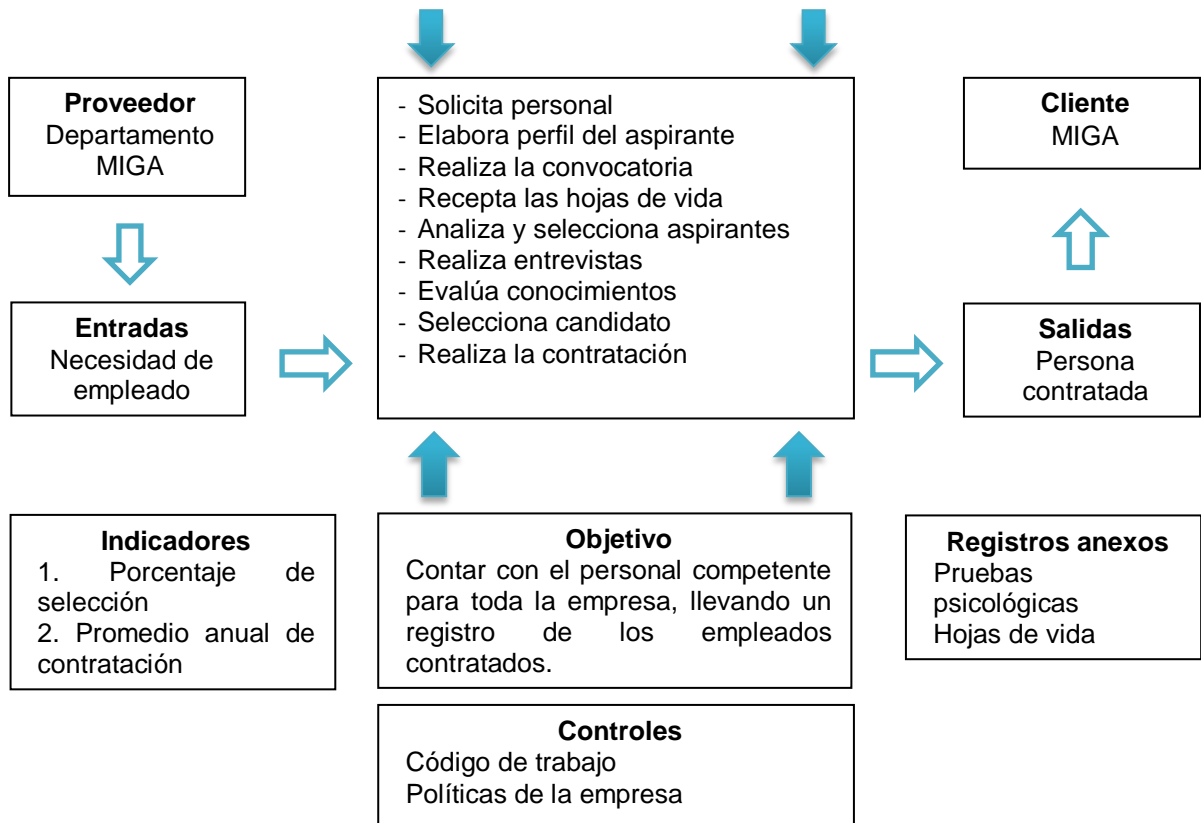 Proveedor
Departamento
MIGA
Entradas
Necesidad de
empleado
- Solicita personal
- Elabora perfil del aspirante
- Realiza la convocatoria
- Recepta las hojas de vida
- Analiza y selecciona aspirantes
- Realiza entrevistas
- Evalúa conocimientos
- Selecciona candidato
- Realiza la contratación
Cliente
MIGA
Salidas
Persona
contratada
Indicadores
1. Porcentaje de
selección
2. Promedio anual de
contratación
Objetivo
Contar con el personal competente
para toda la empresa, llevando un
registro de los empleados
contratados.
Registros anexos
Pruebas
psicológicas
Hojas de vida
Controles
Código de trabajo
Políticas de la empresa